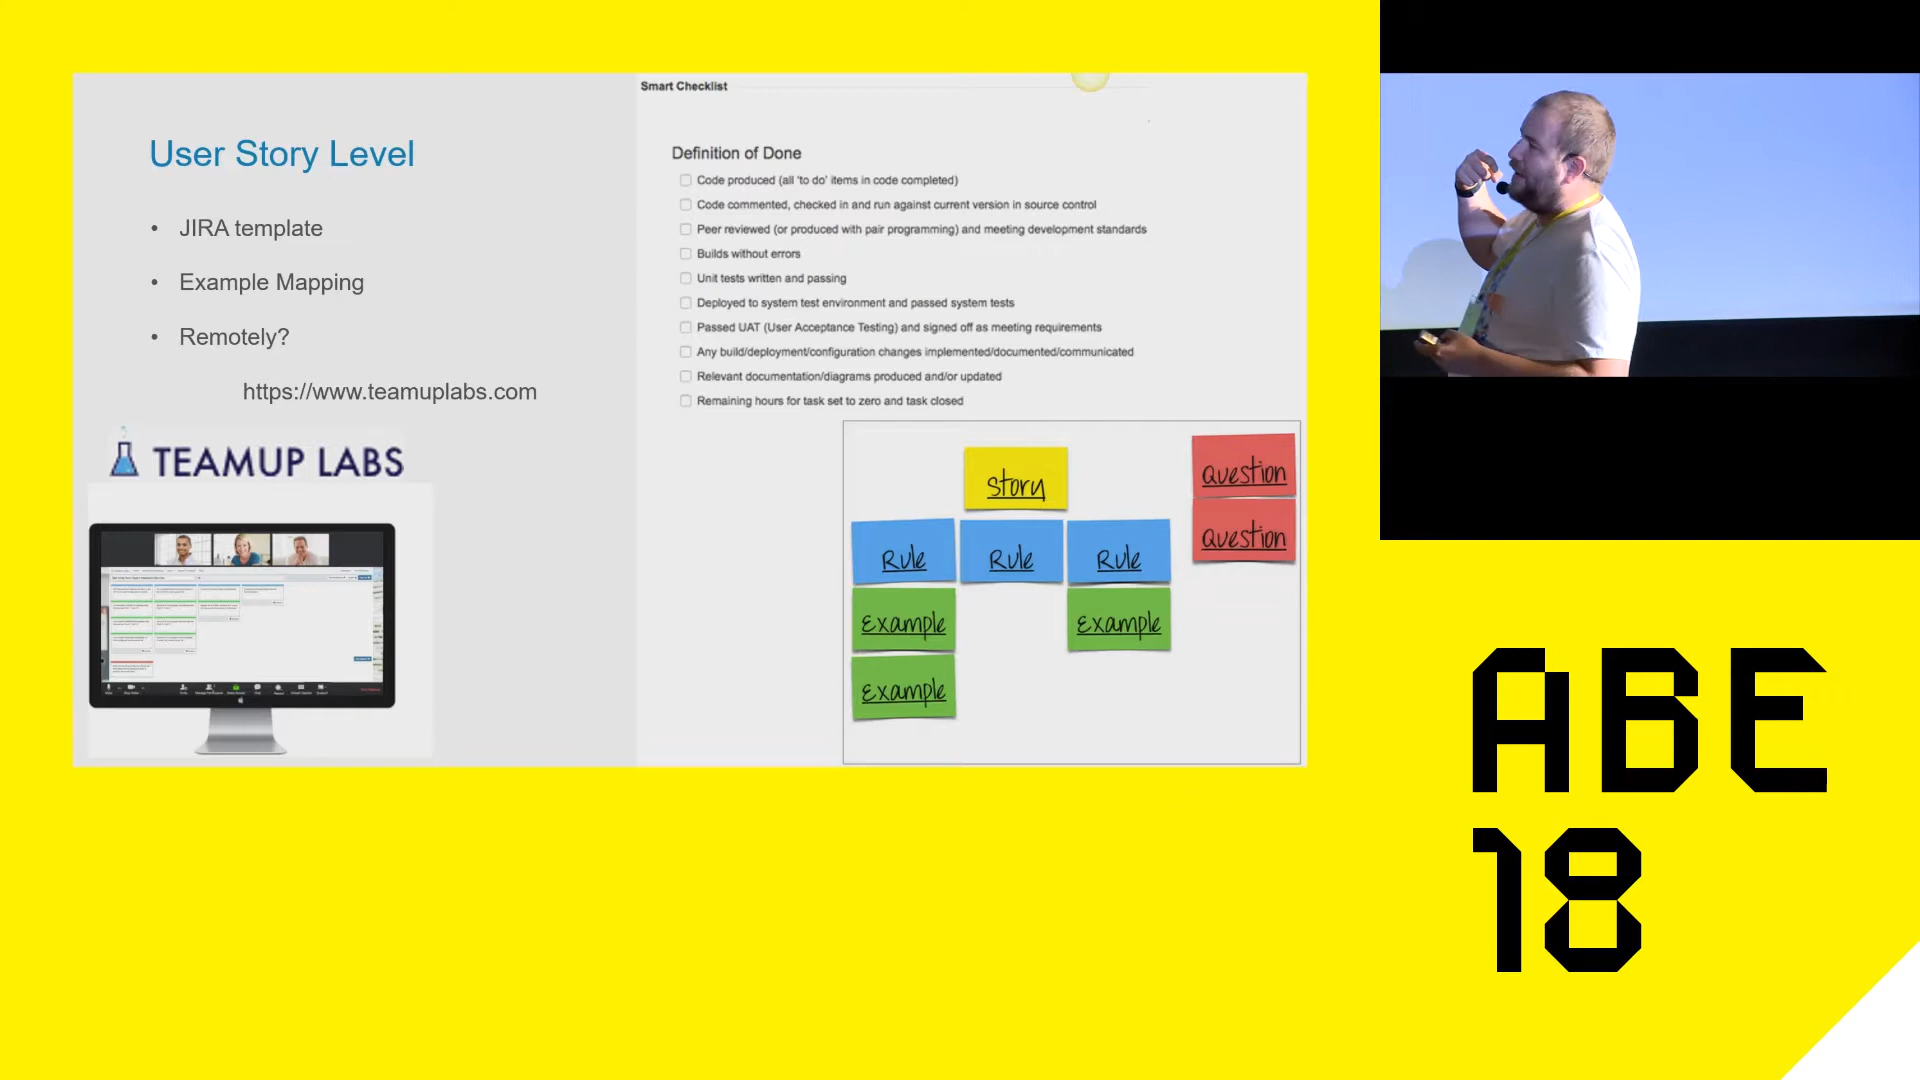 User Story Level
• JIRA template
• Example Mapping
• Remotely?
https://www.teamuplabs.com
TEAMUP LABS
Smart Checklist
Definition of Done
Code produced (all 'to do' items in code completed)
Code commented, checked in and run against current version in source control
Peer reviewed (or produced with pair programming) and meeting development standards
Builds without errors
Unit tests written and passing
Deployed to system test environment and passed system tests
Passed UAT (User Acceptance Testing) and signed off as meeting requirements
Any build/deployment/configuration changes implemented/documented/communicated
Relevant documentation/diagrams produced and/or updated
Remaining hours for task set to zero and task closed
Story
Question
Question
Rule Rule Rule
Example Example
Example
ABE
18